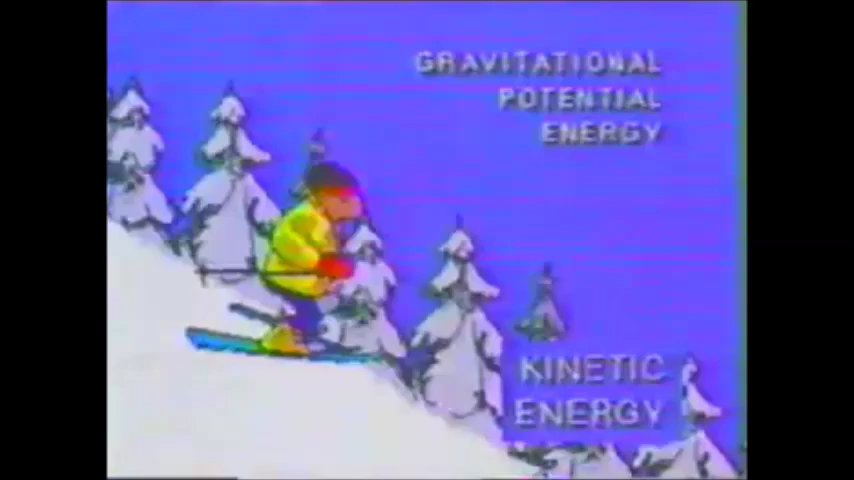 GRAVITATIONAL
POTENTIAL
ENERGY
KINETIC
ENERGY